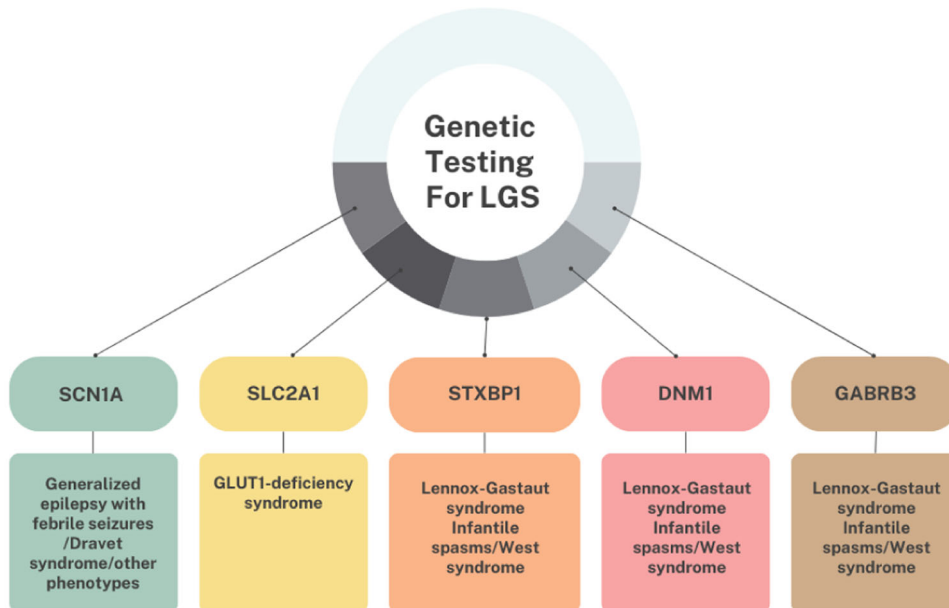 Genetic
Testing
For LGS
SCN1A
SLC2A1
STXBP1
DNM1
GABRB3
Generalized
epilepsy with
febrile seizures
/Dravet
syndrome/other
phenotypes
GLUT1-deficiency
syndrome
Lennox-Gastaut
syndrome
Infantile
spasms/West
syndrome
Lennox-Gastaut
syndrome
Infantile
spasms/West
syndrome
Lennox-Gastaut
syndrome
Infantile
spasms/West
syndrome